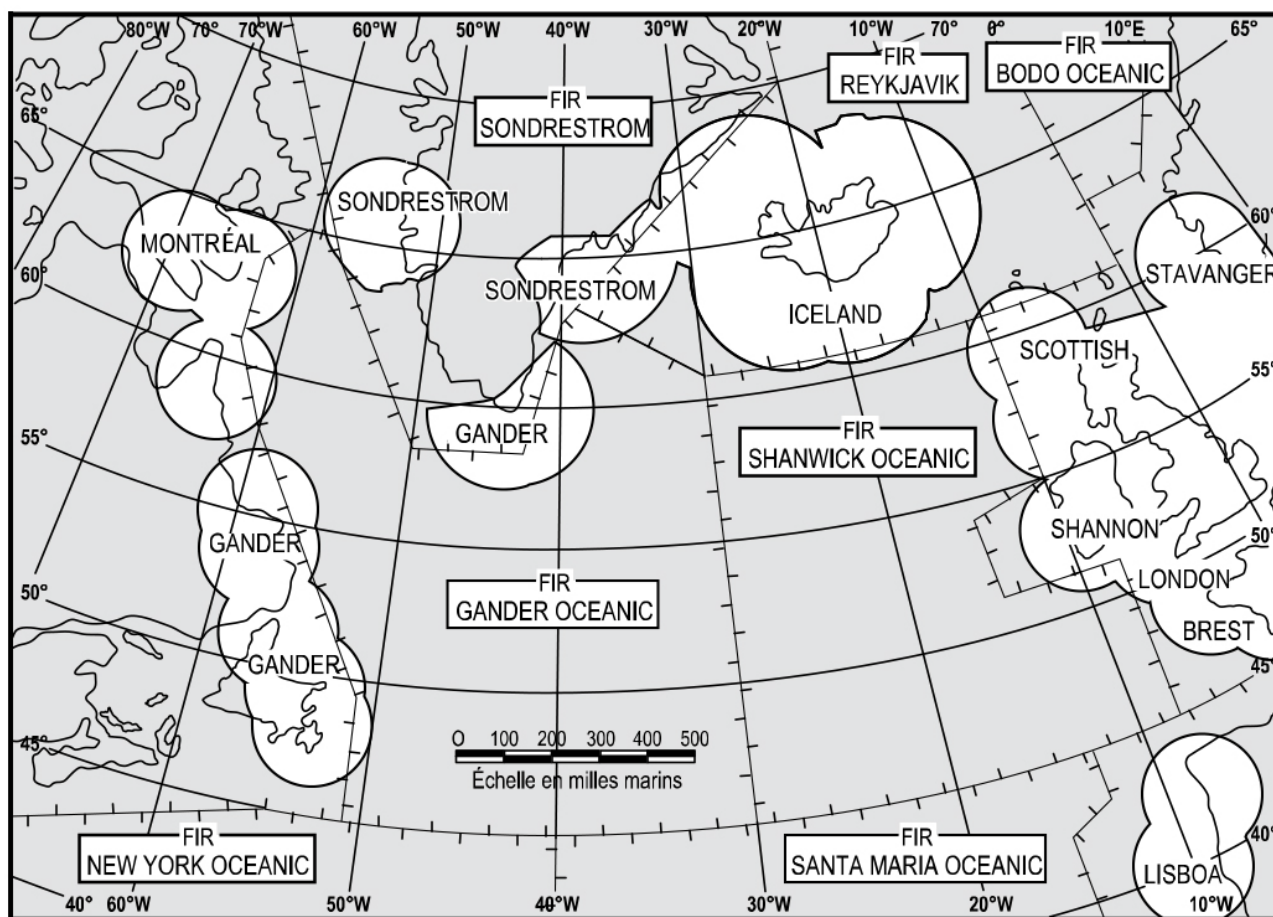 80°W 70° 70°W 60°W 50°W 40°W 30°W 20°W 70° 0° 10°E 65°
FIR
REYKJAVIK
FIR
BODO OCEANIC
FIR
SONDRESTROM
65°
SONDRESTROM
MONTRÉAL
60°
60°
STAVANGER
SONDRESTROM
ICELAND
SCOTTISH
55°
55°
GANDER
FIR
SHANWICK OCEANIC
SHANNON
50°
GANDER
LONDON
50°
FIR
GANDER OCEANIC
BREST
GANDER
45°
45°
0 100 200 300 400 500
Échelle en milles marins
40°
FIR
NEW YORK OCEANIC
FIR
SANTA MARIA OCEANIC
LISBOA
40° 60°W 50°W 40°W 30°W 20°W 10°W